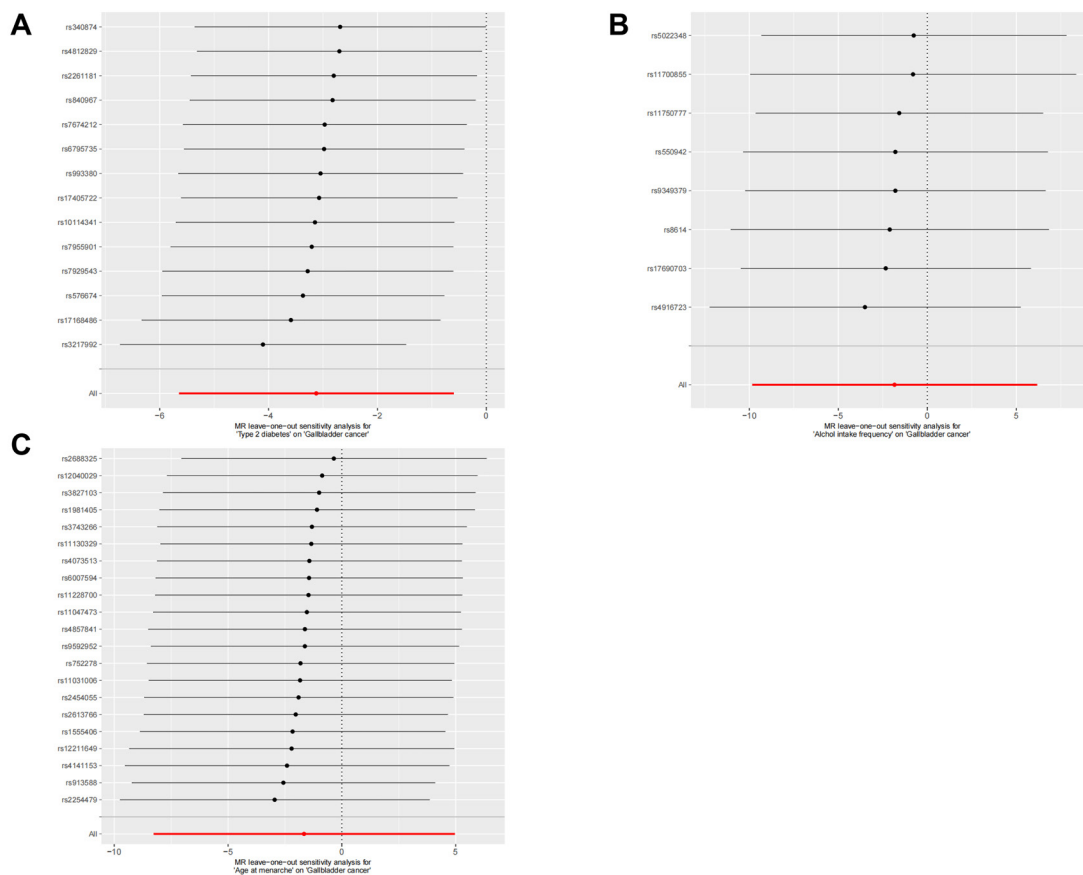 A
rs340874
rs4812829
rs2261181
rs840967
rs7674212
rs6795735
rs993380
rs17405722
rs10114341
rs7955901
rs7929543
rs576674
rs17168486
rs3217992
All
−6 −4 −2 0
MR leave−one−out sensitivity analysis for
'Type 2 diabetes' on 'Gallbladder cancer'
B
rs5022348
rs11700855
rs11750777
rs550942
rs9349379
rs8614
rs17690703
rs4916723
All
−10 −5 0 5
MR leave−one−out sensitivity analysis for
'Alchol intake frequency' on 'Gallbladder cancer'
C
rs2688325
rs12040029
rs3827103
rs1981405
rs3743266
rs11130329
rs4073513
rs6007594
rs11228700
rs11047473
rs4857841
rs9592952
rs752278
rs11031006
rs2454055
rs2613766
rs1555406
rs12211649
rs4141153
rs913588
rs2254479
All
−10 −5 0 5
MR leave−one−out sensitivity analysis for
'Age at menarche' on 'Gallbladder cancer'